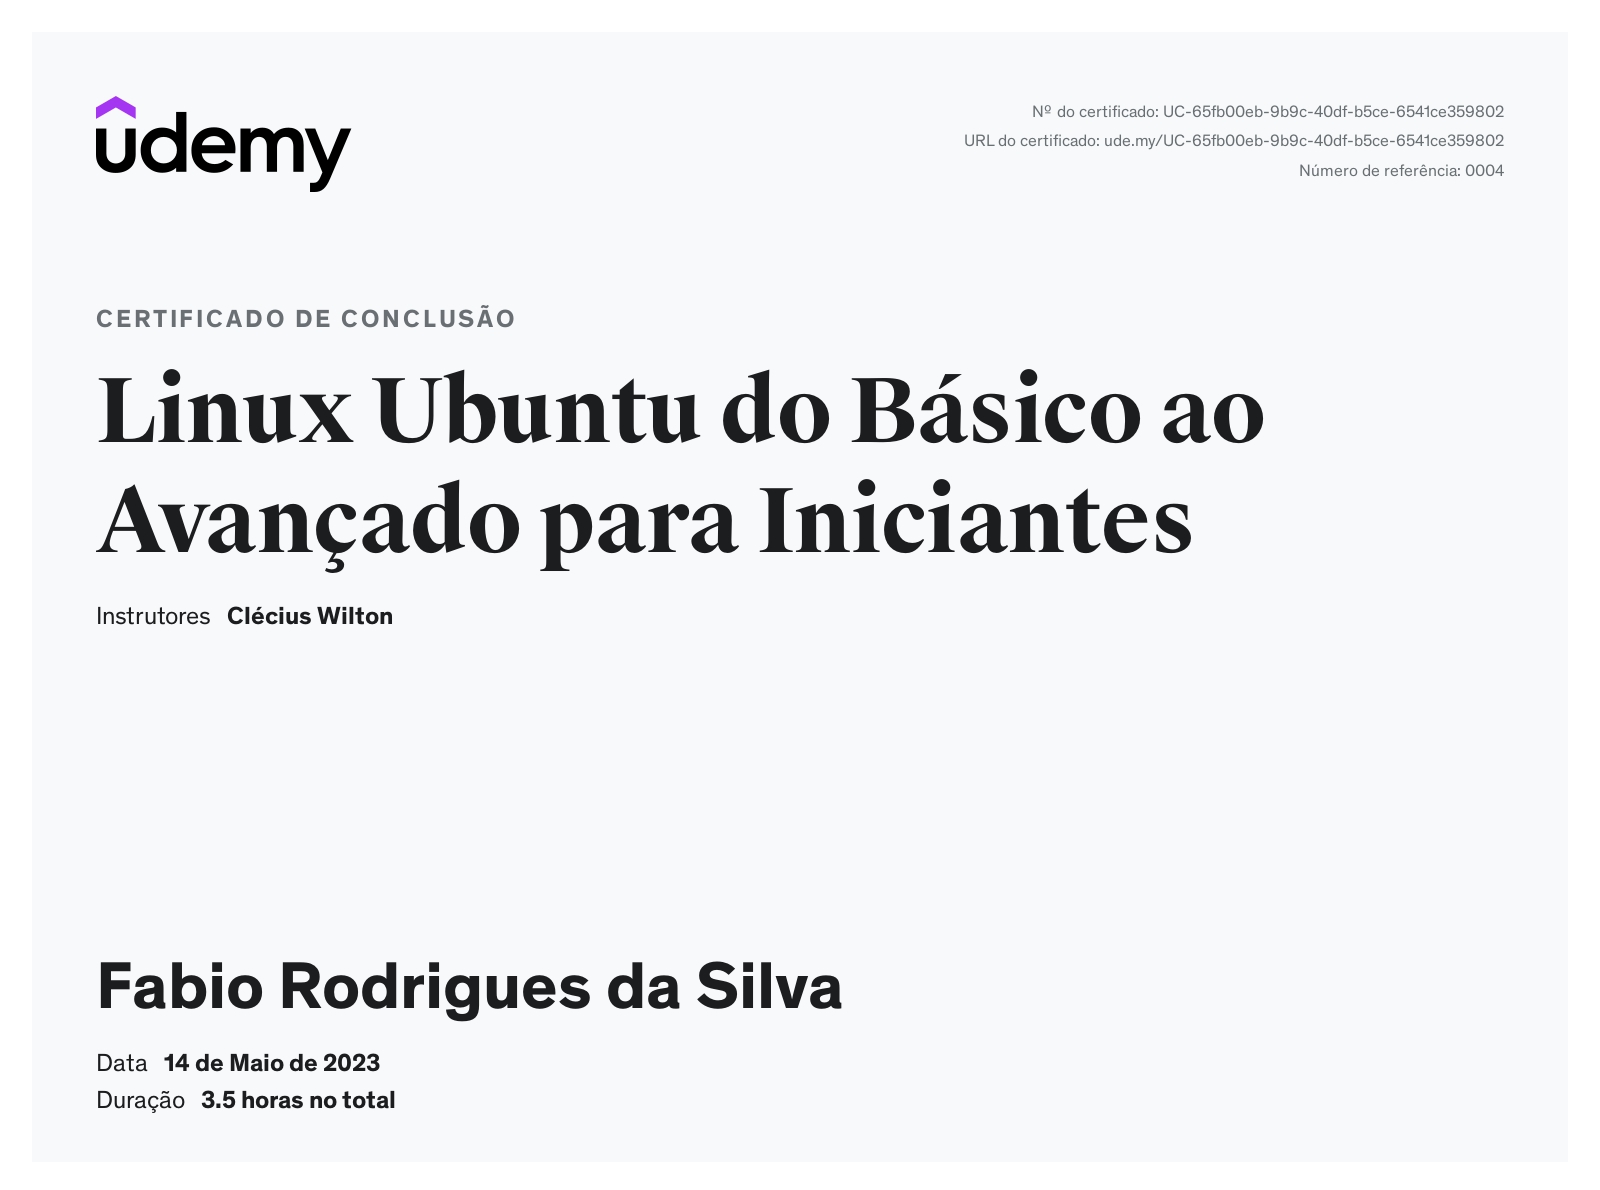 udemy
Nº do certificado: UC-65fb00eb-9b9c-40df-b5ce-6541ce359802
URL do certificado: ude.my/UC-65fb00eb-9b9c-40df-b5ce-6541ce359802
Número de referência: 0004
CERTIFICADO DE CONCLUSÃO
Linux Ubuntu do Básico ao
Avançado para Iniciantes
Instrutores Clécius Wilton
Fabio Rodrigues da Silva
Data 14 de Maio de 2023
Duração 3.5 horas no total